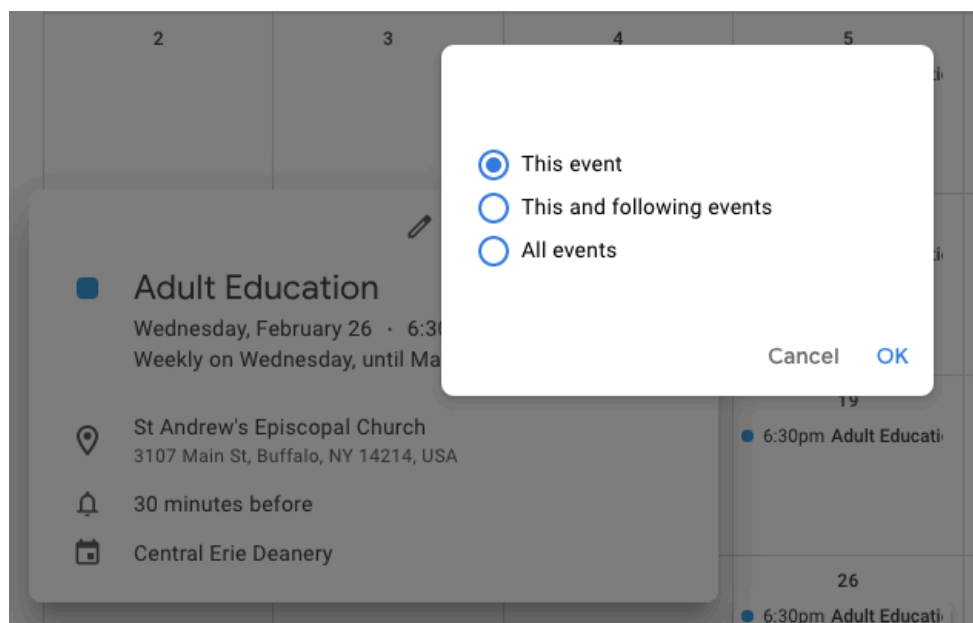 2
3
4
5
This event
This and following events
All events
Cancel
OK
Adult Education
Wednesday, February 26 ·
Weekly on Wednesday, until
St Andrew's Episcopal Church
3107 Main St, Buffalo, NY 14214, USA
30 minutes before
Central Erie Deanery
19
6:30pm Adult Educati
26
6:30pm Adult Educati